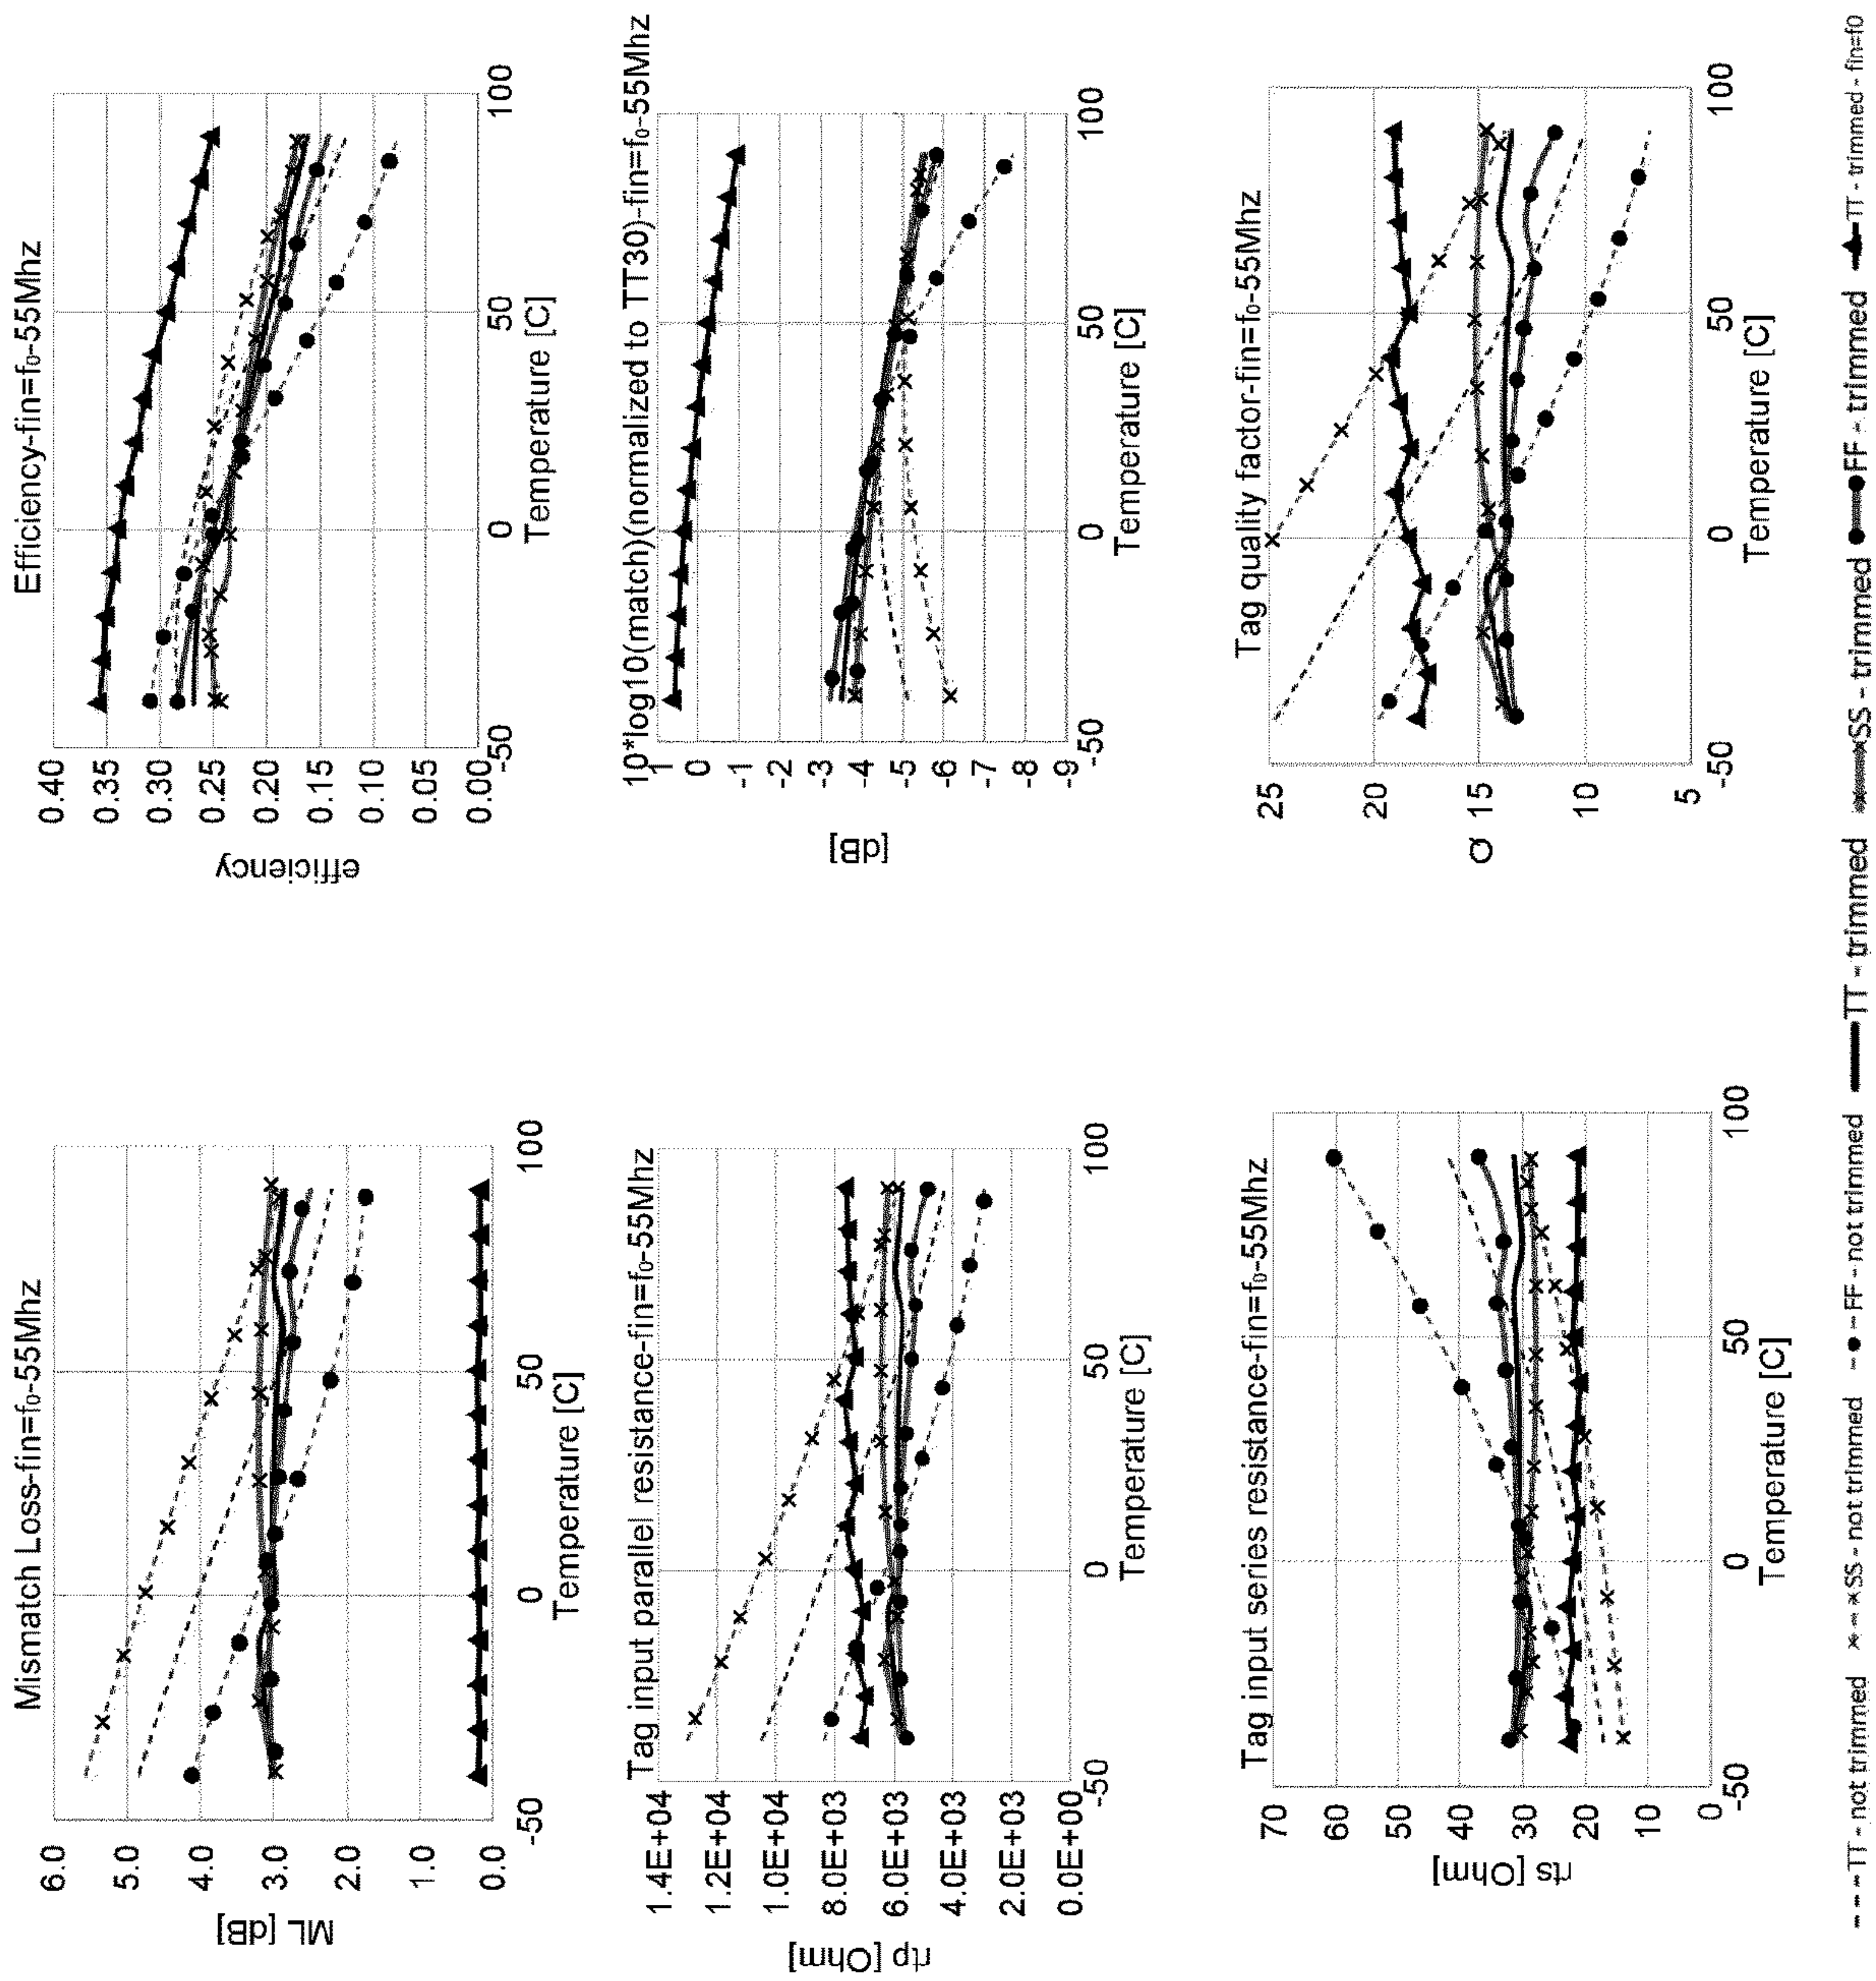 Mismatch Loss-fin=f0-55Mhz
ML [dB]
6.0
5.0
4.0
3.0
2.0
1.0
0.0
-50
0
50
100
Temperature [C]
Efficiency-fin=f0-55Mhz
efficiency
0.40
0.35
0.30
0.25
0.20
0.15
0.10
0.05
0.00
-50
0
50
100
Temperature [C]
Tag input parallel resistance-fin=f0-55Mhz
rtp [Ohm]
1.4E+04
1.2E+04
1.0E+04
8.0E+03
6.0E+03
4.0E+03
2.0E+03
0.0E+00
-50
0
50
100
Temperature [C]
10*log10(match)(normalized to TT30)-fin=f0-55Mhz
[dB]
1
0
-1
-2
-3
-4
-5
-6
-7
-8
-9
-50
0
50
100
Temperature [C]
Tag input series resistance-fin=f0-55Mhz
rts [Ohm]
70
60
50
40
30
20
10
0
-50
0
50
100
Temperature [C]
Tag quality factor-fin=f0-55Mhz
Q
25
20
15
10
5
-50
0
50
100
Temperature [C]
TT - not trimmed SS - not trimmed FF - not trimmed TT - trimmed SS - trimmed FF - trimmed TT - trimmed - fin=f0